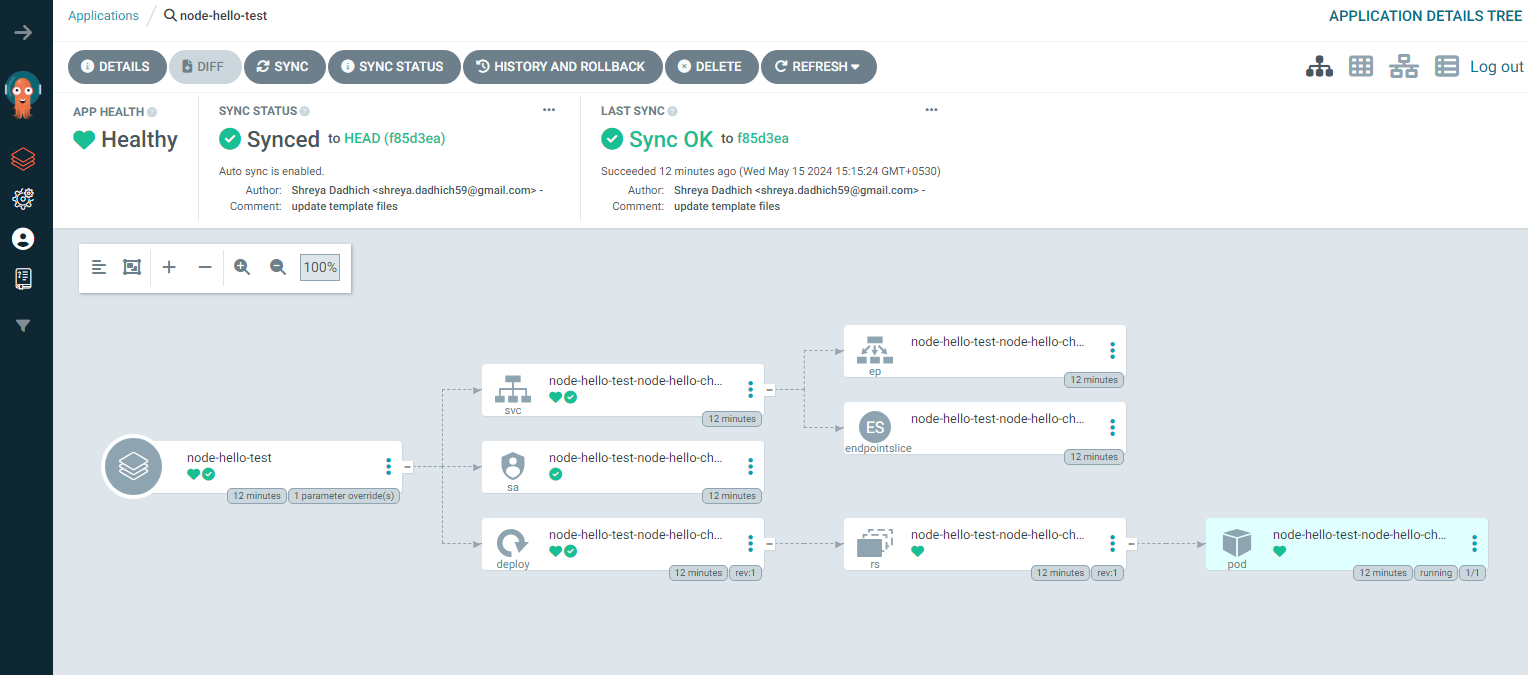 Applications / node-hello-test
APPLICATION DETAILS TREE
DETAILS DIFF SYNC SYNC STATUS HISTORY AND ROLLBACK DELETE REFRESH
Log out
APP HEALTH
Healthy
SYNC STATUS
Synced to HEAD (f85d3ea)
Auto sync is enabled.
Author: Shreya Dadhich <shreya.dadhich59@gmail.com> -
Comment: update template files
LAST SYNC
Sync OK to f85d3ea
Succeeded 12 minutes ago (Wed May 15 2024 15:15:24 GMT+0530)
Author: Shreya Dadhich <shreya.dadhich59@gmail.com> -
Comment: update template files
100%
node-hello-test
12 minutes 1 parameter override(s)
node-hello-test-node-hello-ch...
svc
12 minutes
node-hello-test-node-hello-ch...
sa
12 minutes
node-hello-test-node-hello-ch...
deploy
12 minutes rev:1
node-hello-test-node-hello-ch...
ep
12 minutes
ES
node-hello-test-node-hello-ch...
endpointslice
12 minutes
node-hello-test-node-hello-ch...
rs
12 minutes rev:1
node-hello-test-node-hello-ch...
pod
12 minutes running 1/1